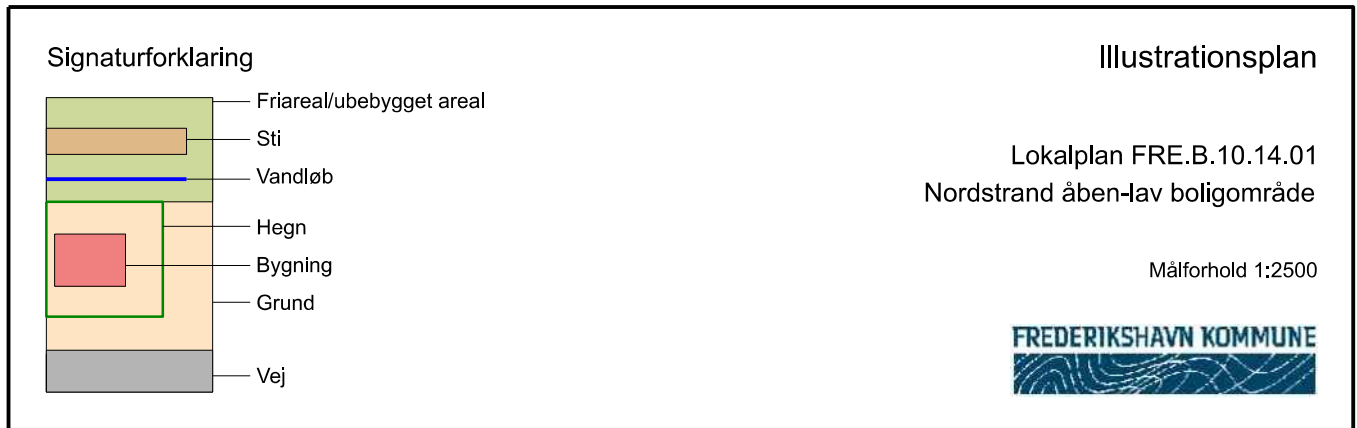 Signaturforklaring
Friareal/ubebygget areal
Sti
Vandløb
Hegn
Bygning
Grund
Vej
Illustrationsplan
Lokalplan FRE.B.10.14.01
Nordstrand åben-lav boligområde
Målforhold 1:2500
FREDERIKSHAVN KOMMUNE